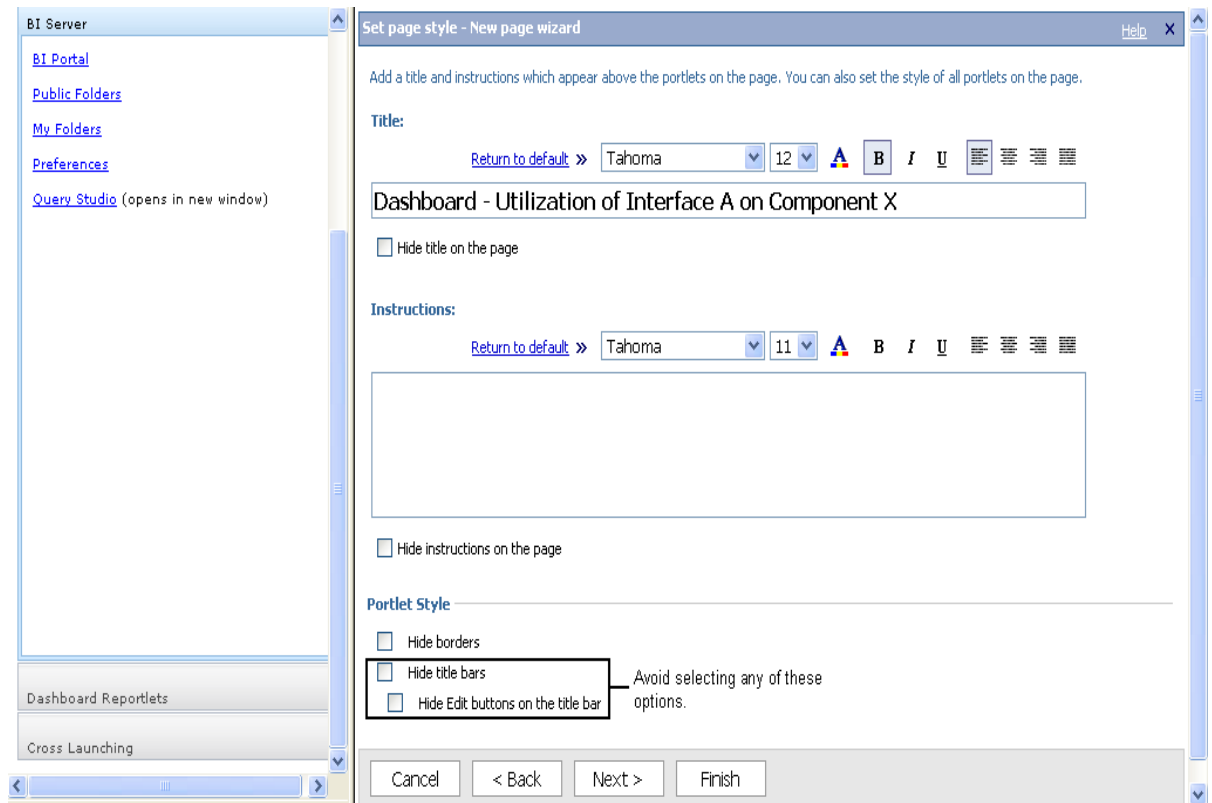 BI Server
BI Portal
Public Folders
My Folders
Preferences
Query Studio (opens in new window)
Dashboard Reportlets
Cross Launching
Set page style - New page wizard
Help X
Add a title and instructions which appear above the portlets on the page. You can also set the style of all portlets on the page.
Title:
Return to default » Tahoma 12 A B I U
Dashboard - Utilization of Interface A on Component X
Hide title on the page
Instructions:
Return to default » Tahoma 11 A B I U
Hide instructions on the page
Portlet Style
Hide borders
Hide title bars
Hide Edit buttons on the title bar
Avoid selecting any of these
options.
Cancel < Back Next > Finish